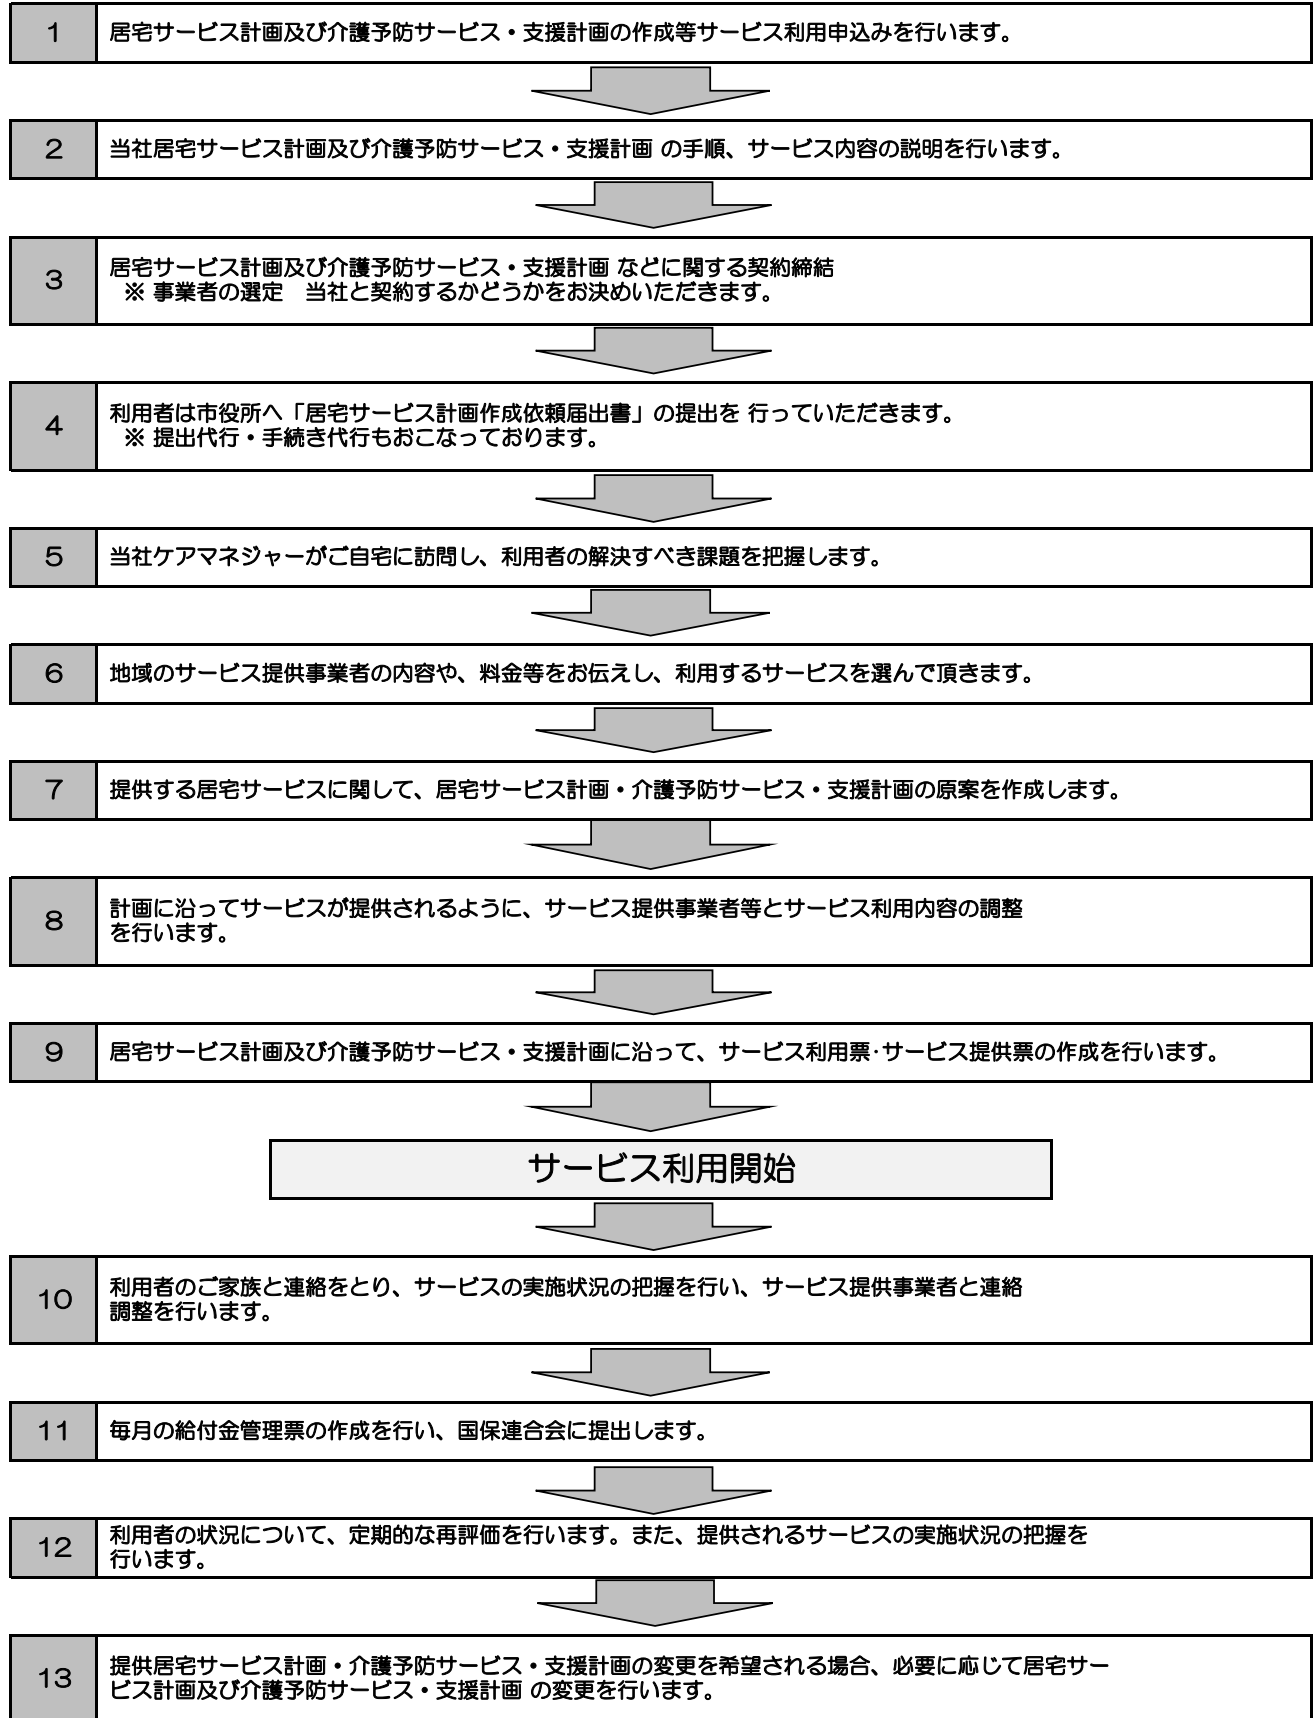 1
居宅サービス計画及び介護予防サービス・支援計画の作成等サービス利用申込みを行います。
2
当社居宅サービス計画及び介護予防サービス・支援計画 の手順、サービス内容の説明を行います。
3
居宅サービス計画及び介護予防サービス・支援計画 などに関する契約締結
※ 事業者の選定　当社と契約するかどうかをお決めいただきます。
4
利用者は市役所へ「居宅サービス計画作成依頼届出書」の提出を 行っていただきます。
※ 提出代行・手続き代行もおこなっております。
5
当社ケアマネジャーがご自宅に訪問し、利用者の解決すべき課題を把握します。
6
地域のサービス提供事業者の内容や、料金等をお伝えし、利用するサービスを選んで頂きます。
7
提供する居宅サービスに関して、居宅サービス計画・介護予防サービス・支援計画の原案を作成します。
8
計画に沿ってサービスが提供されるように、サービス提供事業者等とサービス利用内容の調整
を行います。
9
居宅サービス計画及び介護予防サービス・支援計画に沿って、サービス利用票･サービス提供票の作成を行います。
サービス利用開始
10
利用者のご家族と連絡をとり、サービスの実施状況の把握を行い、サービス提供事業者と連絡
調整を行います。
11
毎月の給付金管理票の作成を行い、国保連合会に提出します。
12
利用者の状況について、定期的な再評価を行います。また、提供されるサービスの実施状況の把握を
行います。
13
提供居宅サービス計画・介護予防サービス・支援計画の変更を希望される場合、必要に応じて居宅サー
ビス計画及び介護予防サービス・支援計画 の変更を行います。